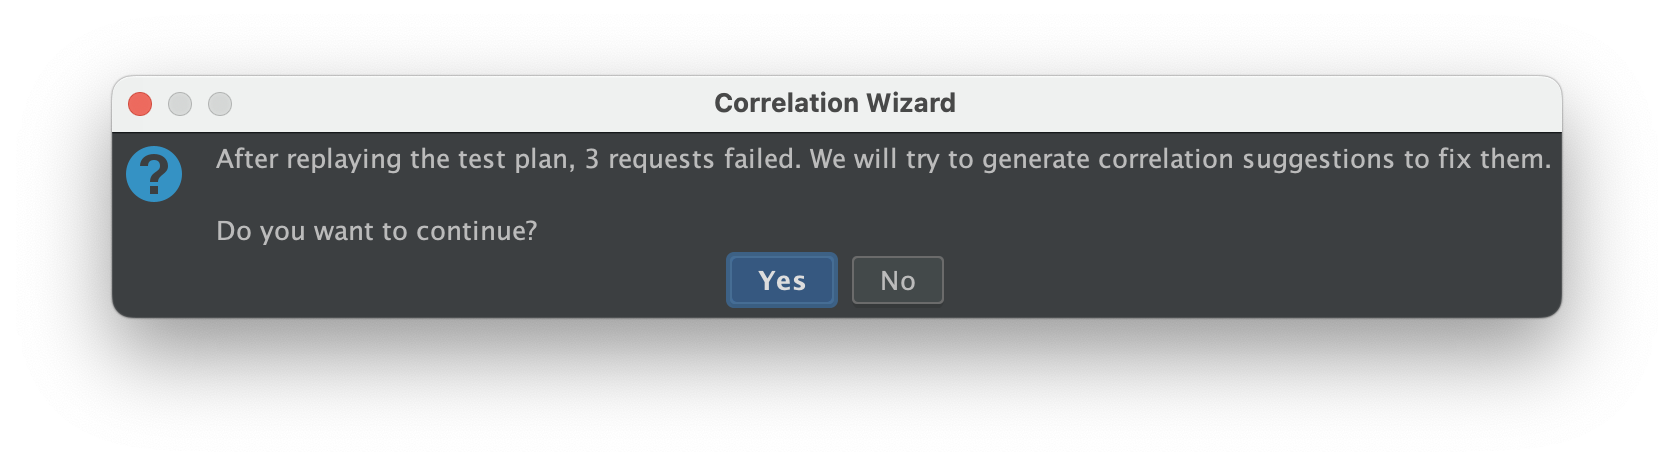 Correlation Wizard
After replaying the test plan, 3 requests failed. We will try to generate correlation suggestions to fix them.
Do you want to continue?
Yes
No